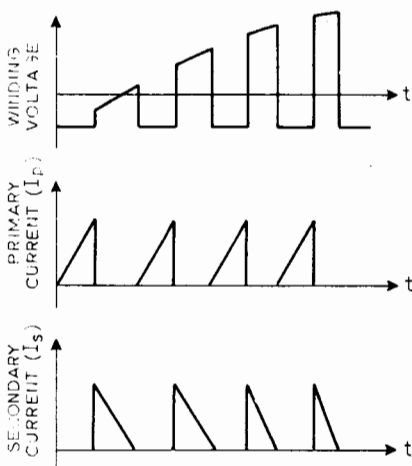 WINDING
VOLTAGE
t
PRIMARY
CURRENT (Ip)
t
SECONDARY
CURRENT (Is)
t